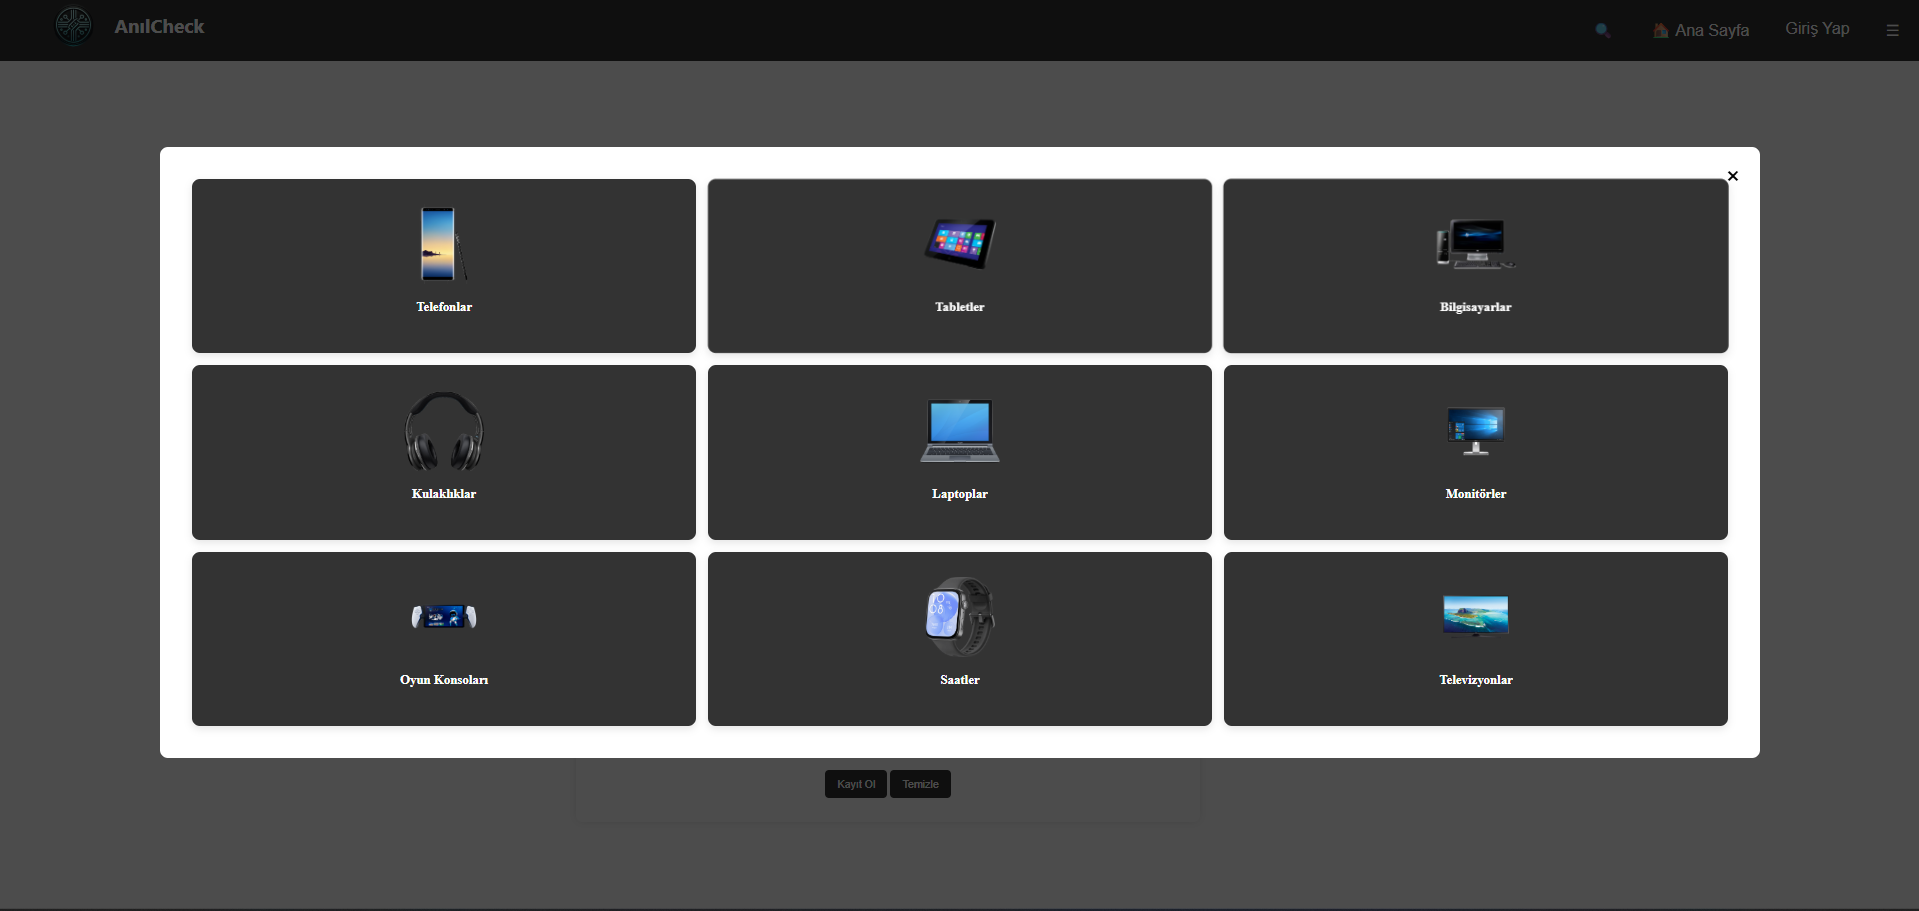 AnılCheck
Ana Sayfa
Giriş Yap
☰
×
Telefonlar
Tabletler
Bilgisayarlar
Kulaklıklar
Laptoplar
Monitörler
Oyun Konsoları
Saatler
Televizyonlar
Kayıt Ol
Temizle